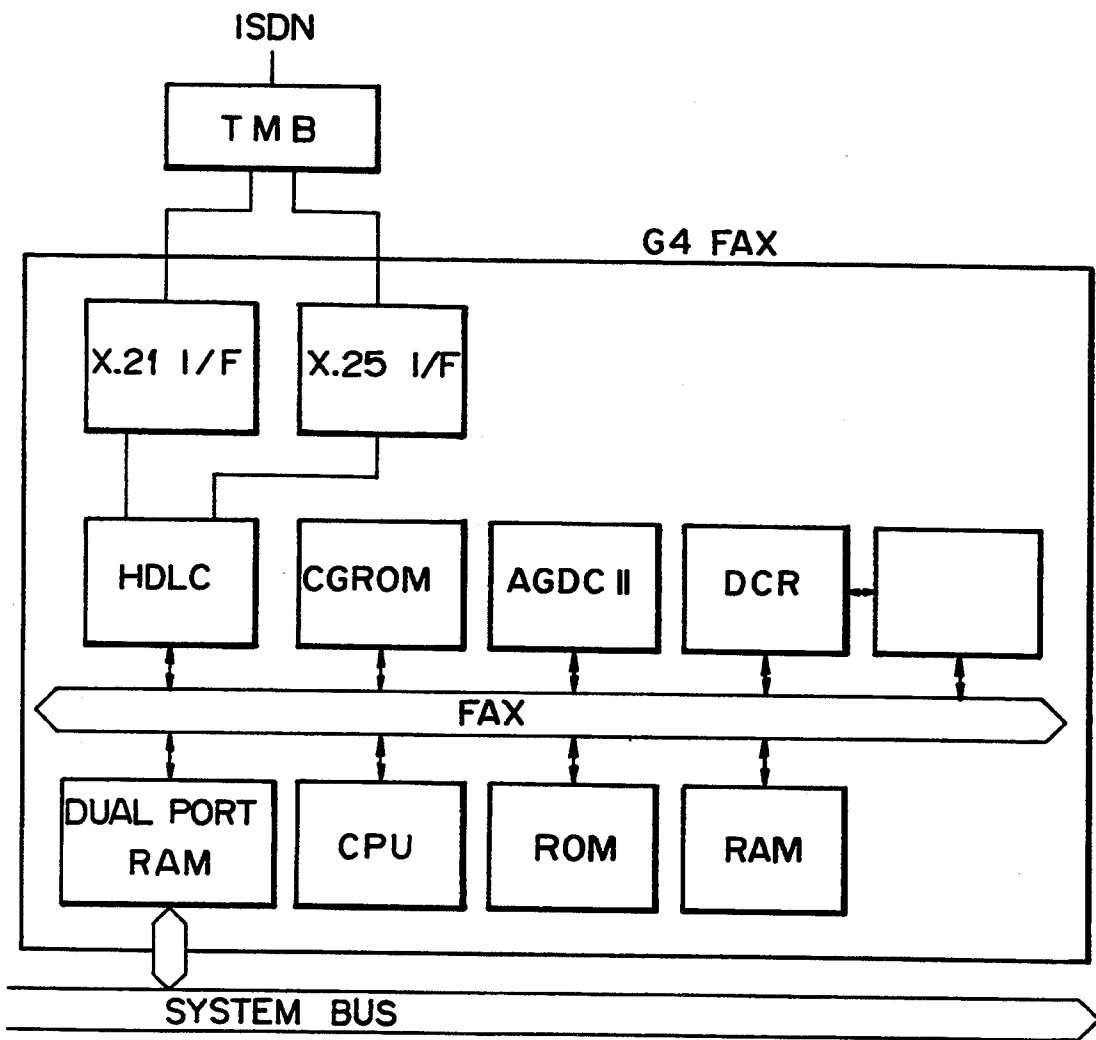 ISDN
TMB
G4 FAX
X.21 I/F
X.25 I/F
HDLC
CGROM
AGDC II
DCR
FAX
DUAL PORT
RAM
CPU
ROM
RAM
SYSTEM BUS